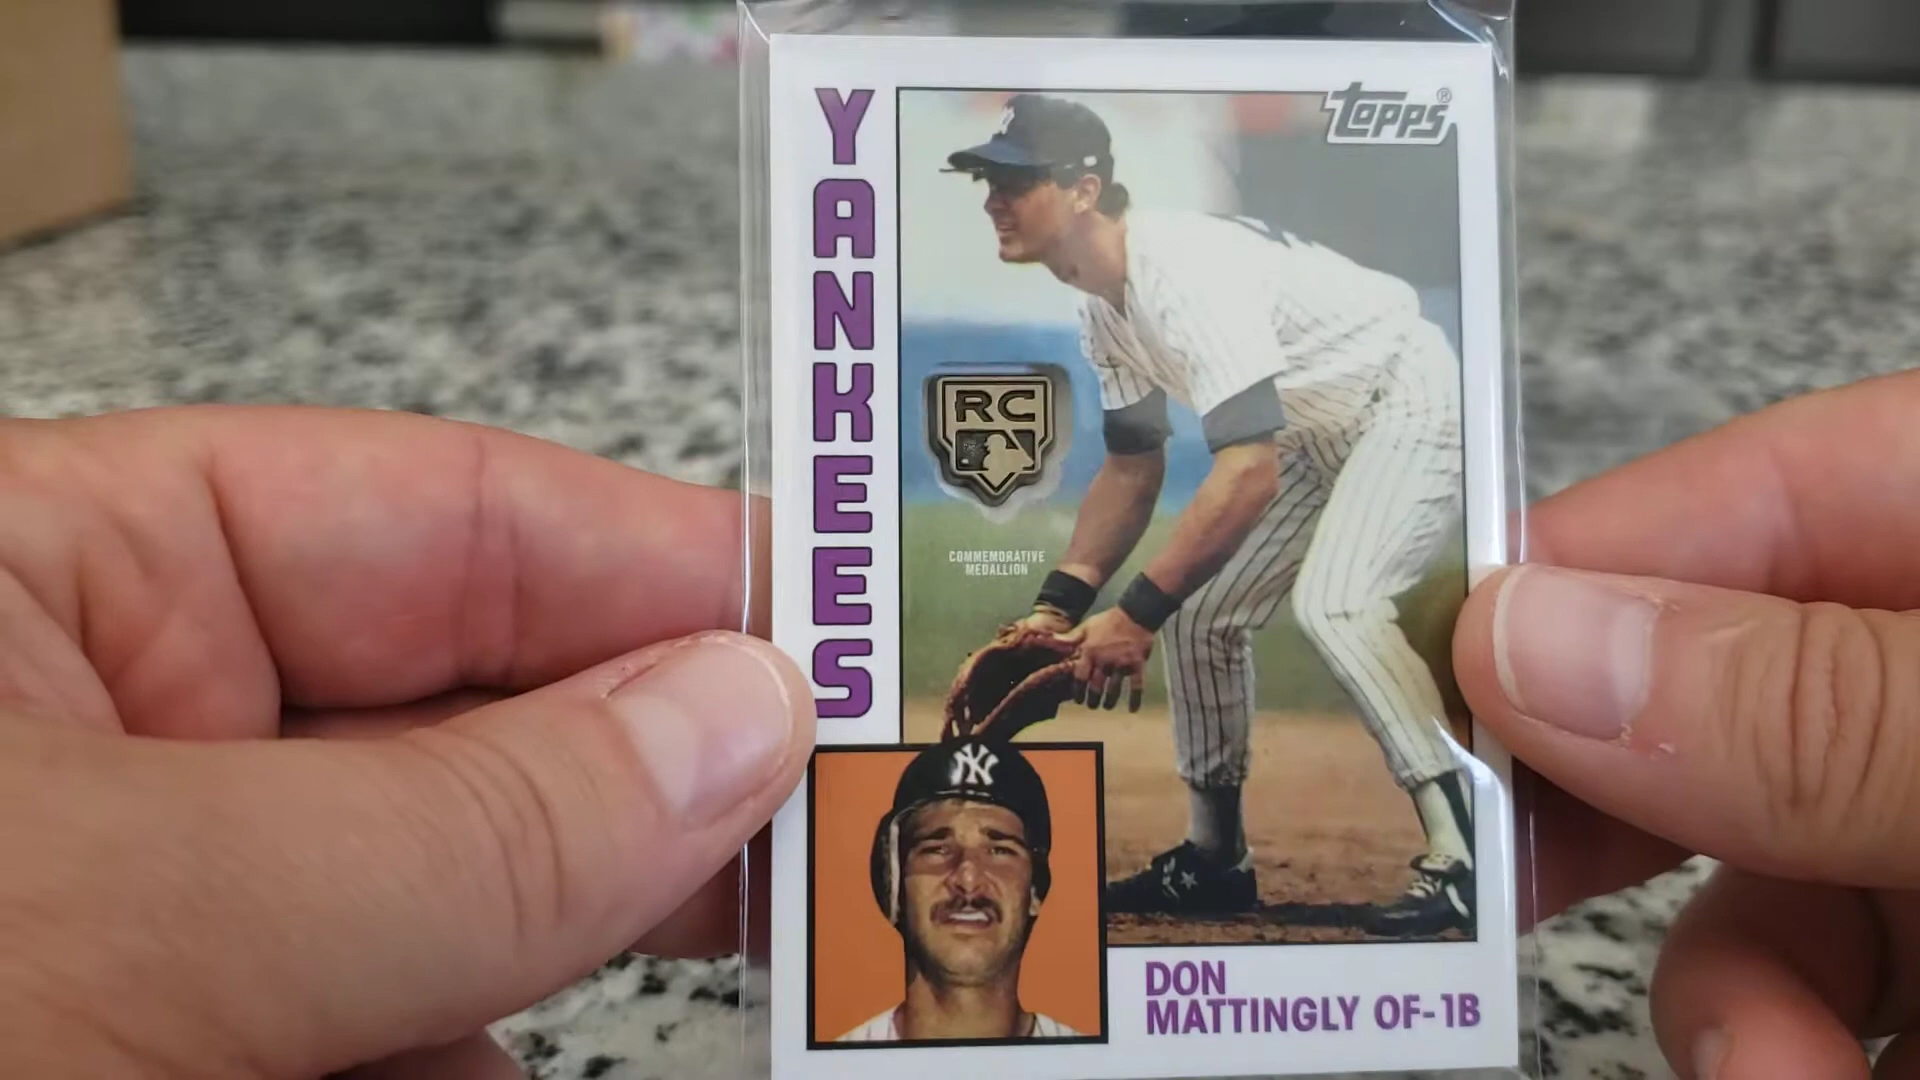 YANKEES
topps®
RC
COMMEMORATIVE
MEDALLION
NY
DON
MATTINGLY OF-1B